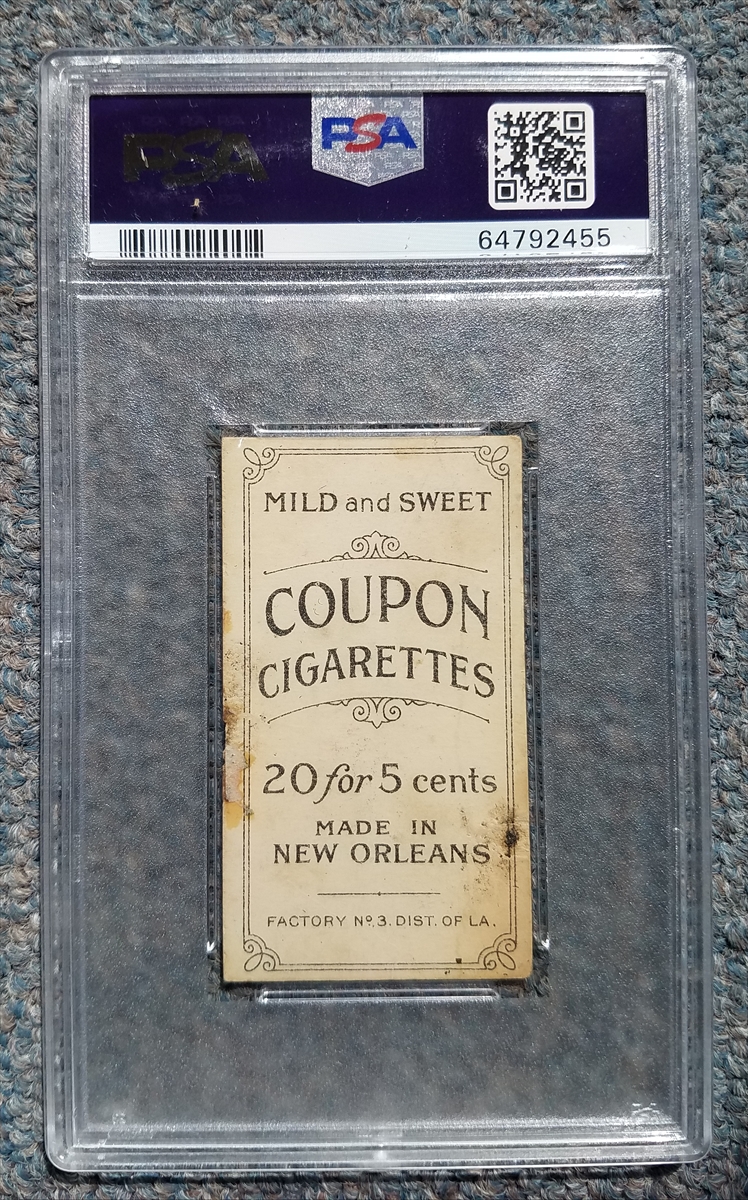 PSA
PSA
64792455
MILD and SWEET
COUPON
CIGARETTES
20 for 5 cents
MADE IN
NEW ORLEANS
FACTORY Nº 3. DIST. OF LA.